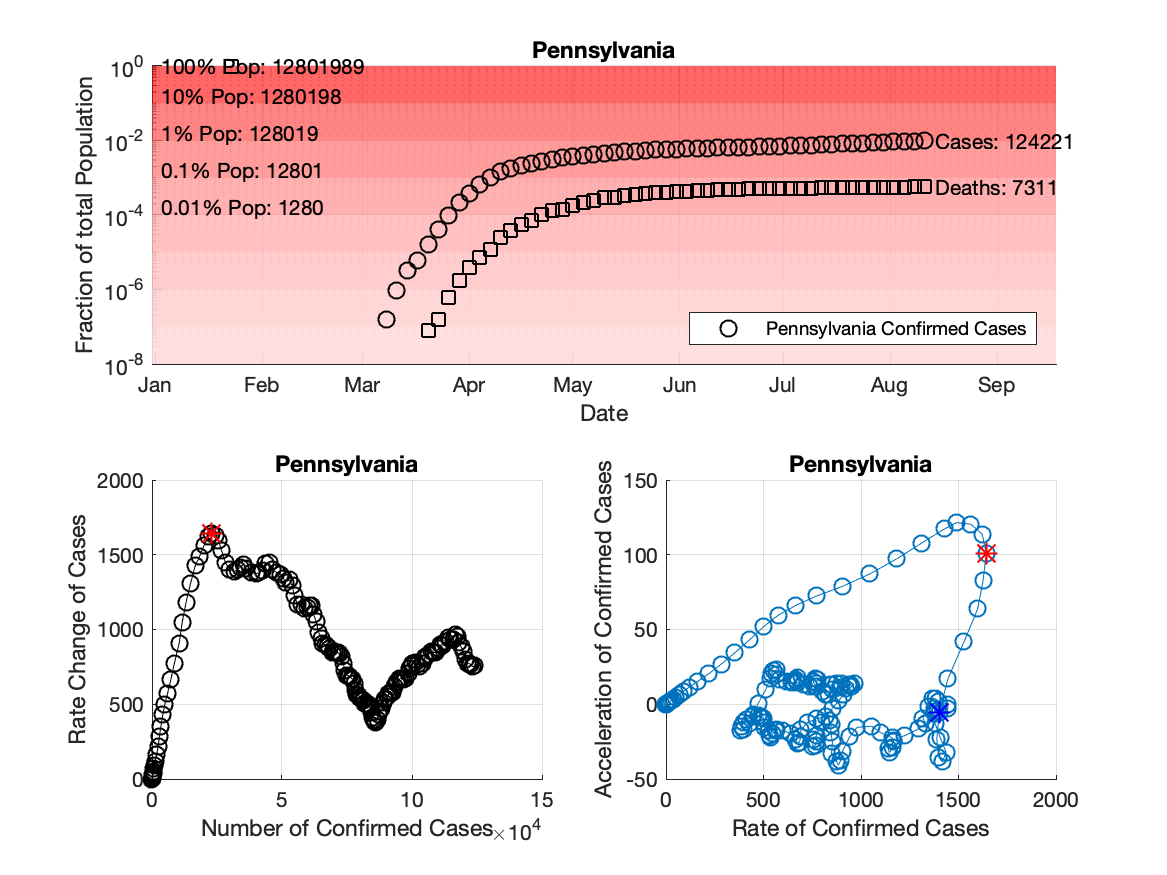 Pennsylvania
Fraction of total Population
10^0
10^-2
10^-4
10^-6
10^-8
100% Pop: 12801989
10% Pop: 1280198
1% Pop: 128019
0.1% Pop: 12801
0.01% Pop: 1280
Cases: 124221
Deaths: 7311
Pennsylvania Confirmed Cases
Jan Feb Mar Apr May Jun Jul Aug Sep
Date
Pennsylvania
Rate Change of Cases
2000
1500
1000
500
0
0 5 10 15
Number of Confirmed Cases ×10^4
Pennsylvania
Acceleration of Confirmed Cases
150
100
50
0
-50
0 500 1000 1500 2000
Rate of Confirmed Cases